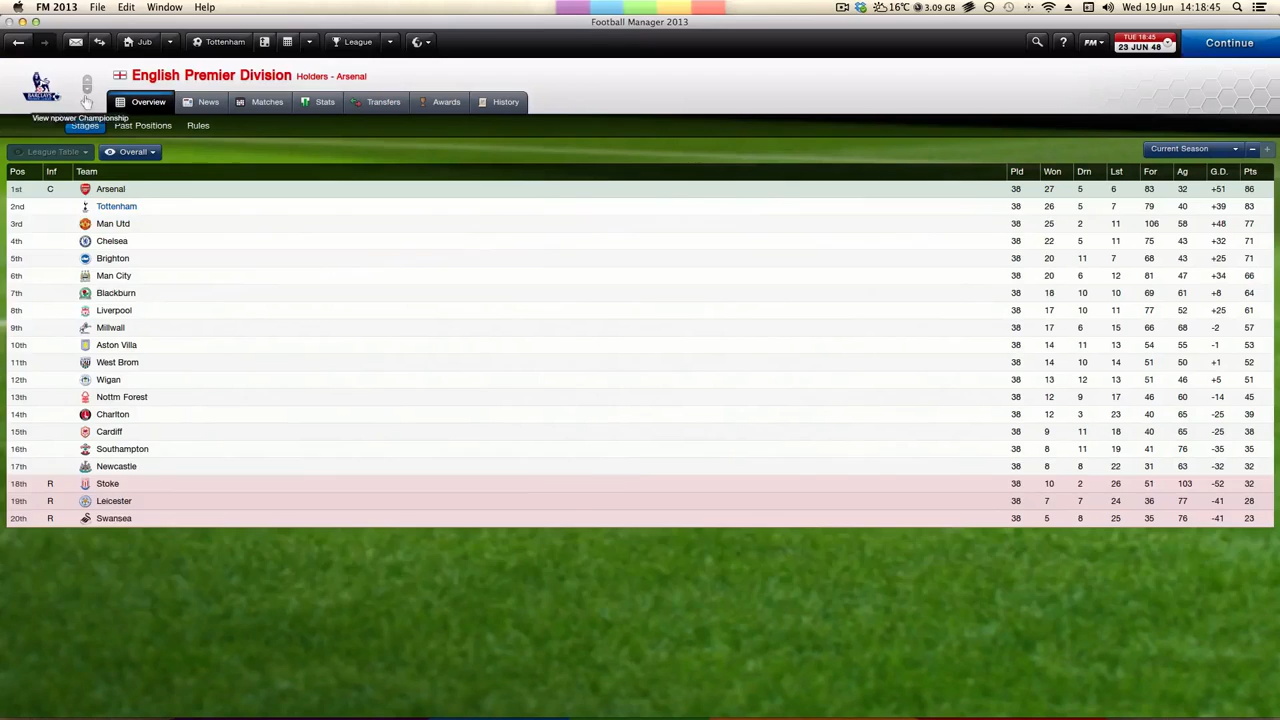 FM 2013 File Edit Window Help 16°C 3.09 GB Wed 19 Jun 14:18:45
Football Manager 2013
Job Tottenham League FM TUE 18:45 23 JUN 48 Continue
English Premier Division Holders - Arsenal
BARCLAYS
Overview News Matches Stats Transfers Awards History
View npower Championship
Stages Past Positions Rules
League Table Overall Current Season
Pos Inf Team Pld Won Drn Lst For Ag G.D. Pts
1st C Arsenal 38 27 5 6 83 32 +51 86
2nd Tottenham 38 26 5 7 79 40 +39 83
3rd Man Utd 38 25 2 11 106 58 +48 77
4th Chelsea 38 22 5 11 75 43 +32 71
5th Brighton 38 20 11 7 68 43 +25 71
6th Man City 38 20 6 12 81 47 +34 66
7th Blackburn 38 18 10 10 69 61 +8 64
8th Liverpool 38 17 10 11 77 52 +25 61
9th Millwall 38 17 6 15 66 68 -2 57
10th Aston Villa 38 14 11 13 54 55 -1 53
11th West Brom 38 14 10 14 51 50 +1 52
12th Wigan 38 13 12 13 51 46 +5 51
13th Nottm Forest 38 12 9 17 46 60 -14 45
14th Charlton 38 12 3 23 40 65 -25 39
15th Cardiff 38 9 11 18 40 65 -25 38
16th Southampton 38 8 11 19 41 76 -35 35
17th Newcastle 38 8 8 22 31 63 -32 32
18th R Stoke 38 10 2 26 51 103 -52 32
19th R Leicester 38 7 7 24 36 77 -41 28
20th R Swansea 38 5 8 25 35 76 -41 23